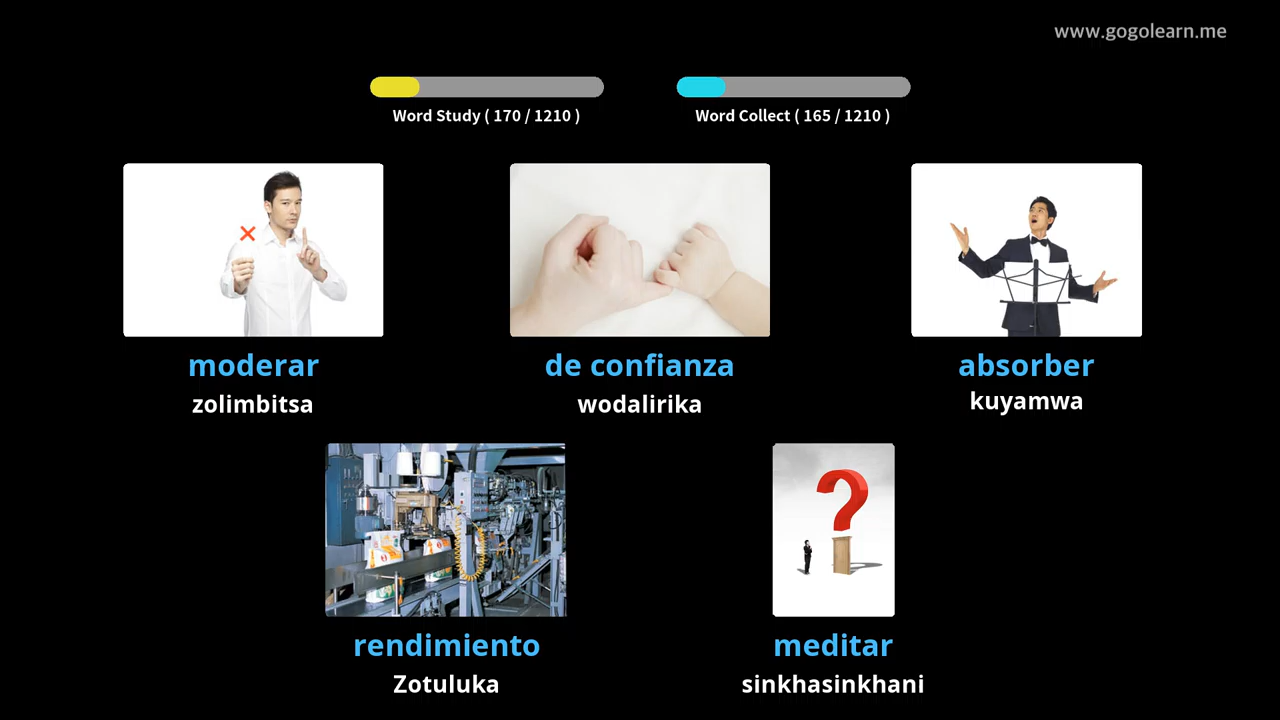 www.gogolearn.me
Word Study ( 170 / 1210 )
Word Collect ( 165 / 1210 )
moderar
zolimbitsa
de confianza
wodalirika
absorber
kuyamwa
rendimiento
Zotuluka
meditar
sinkhasinkhani